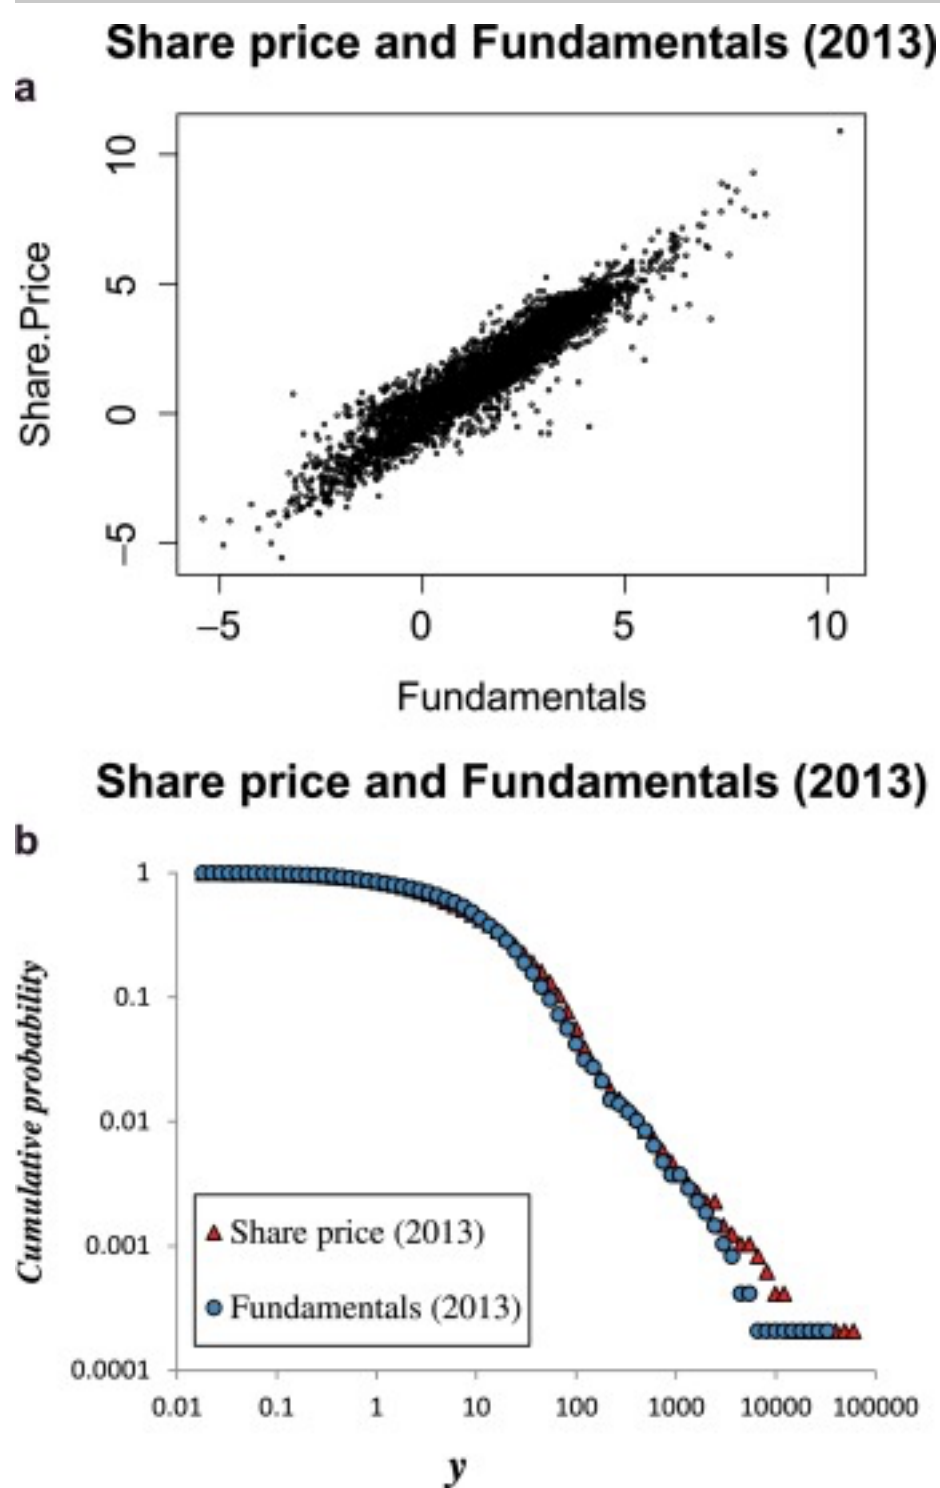 Share price and Fundamentals (2013)
a
Share.Price
10
5
0
−5
−5 0 5 10
Fundamentals
Share price and Fundamentals (2013)
b
Cumulative probability
1
0.1
0.01
0.001
0.0001
Share price (2013)
Fundamentals (2013)
0.01 0.1 1 10 100 1000 10000 100000
y